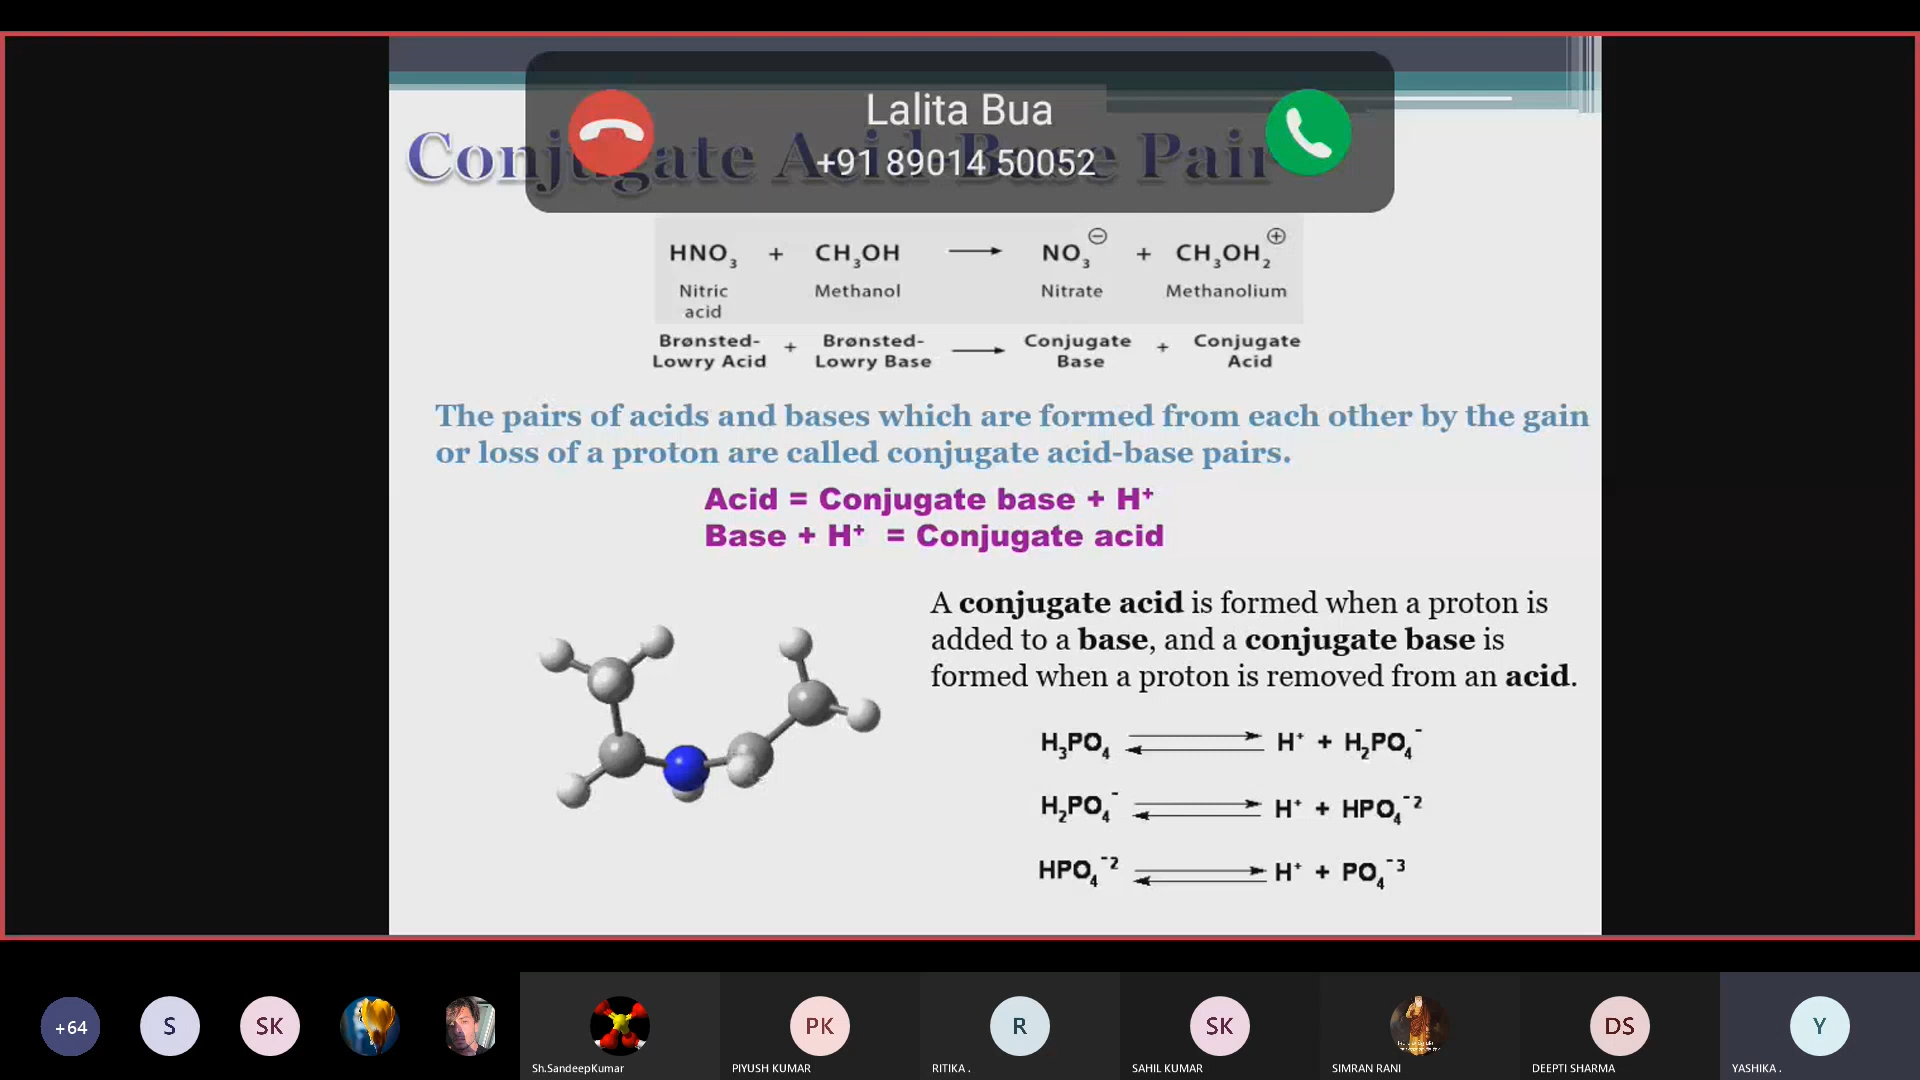 Lalita Bua
+91 89014 50052
Conjugate Acid-Base Pair
HNO₃ + CH₃OH → NO₃⊖ + CH₃OH₂⊕
Nitric acid Methanol Nitrate Methanolium
Brønsted-Lowry Acid + Brønsted-Lowry Base → Conjugate Base + Conjugate Acid
The pairs of acids and bases which are formed from each other by the gain
or loss of a proton are called conjugate acid-base pairs.
Acid = Conjugate base + H⁺
Base + H⁺ = Conjugate acid
A conjugate acid is formed when a proton is
added to a base, and a conjugate base is
formed when a proton is removed from an acid.
H₃PO₄ ⇌ H⁺ + H₂PO₄⁻
H₂PO₄⁻ ⇌ H⁺ + HPO₄⁻²
HPO₄⁻² ⇌ H⁺ + PO₄⁻³
+64 S SK PK R SK DS Y
Sh.SandeepKumar PIYUSH KUMAR RITIKA . SAHIL KUMAR SIMRAN RANI DEEPTI SHARMA YASHIKA .